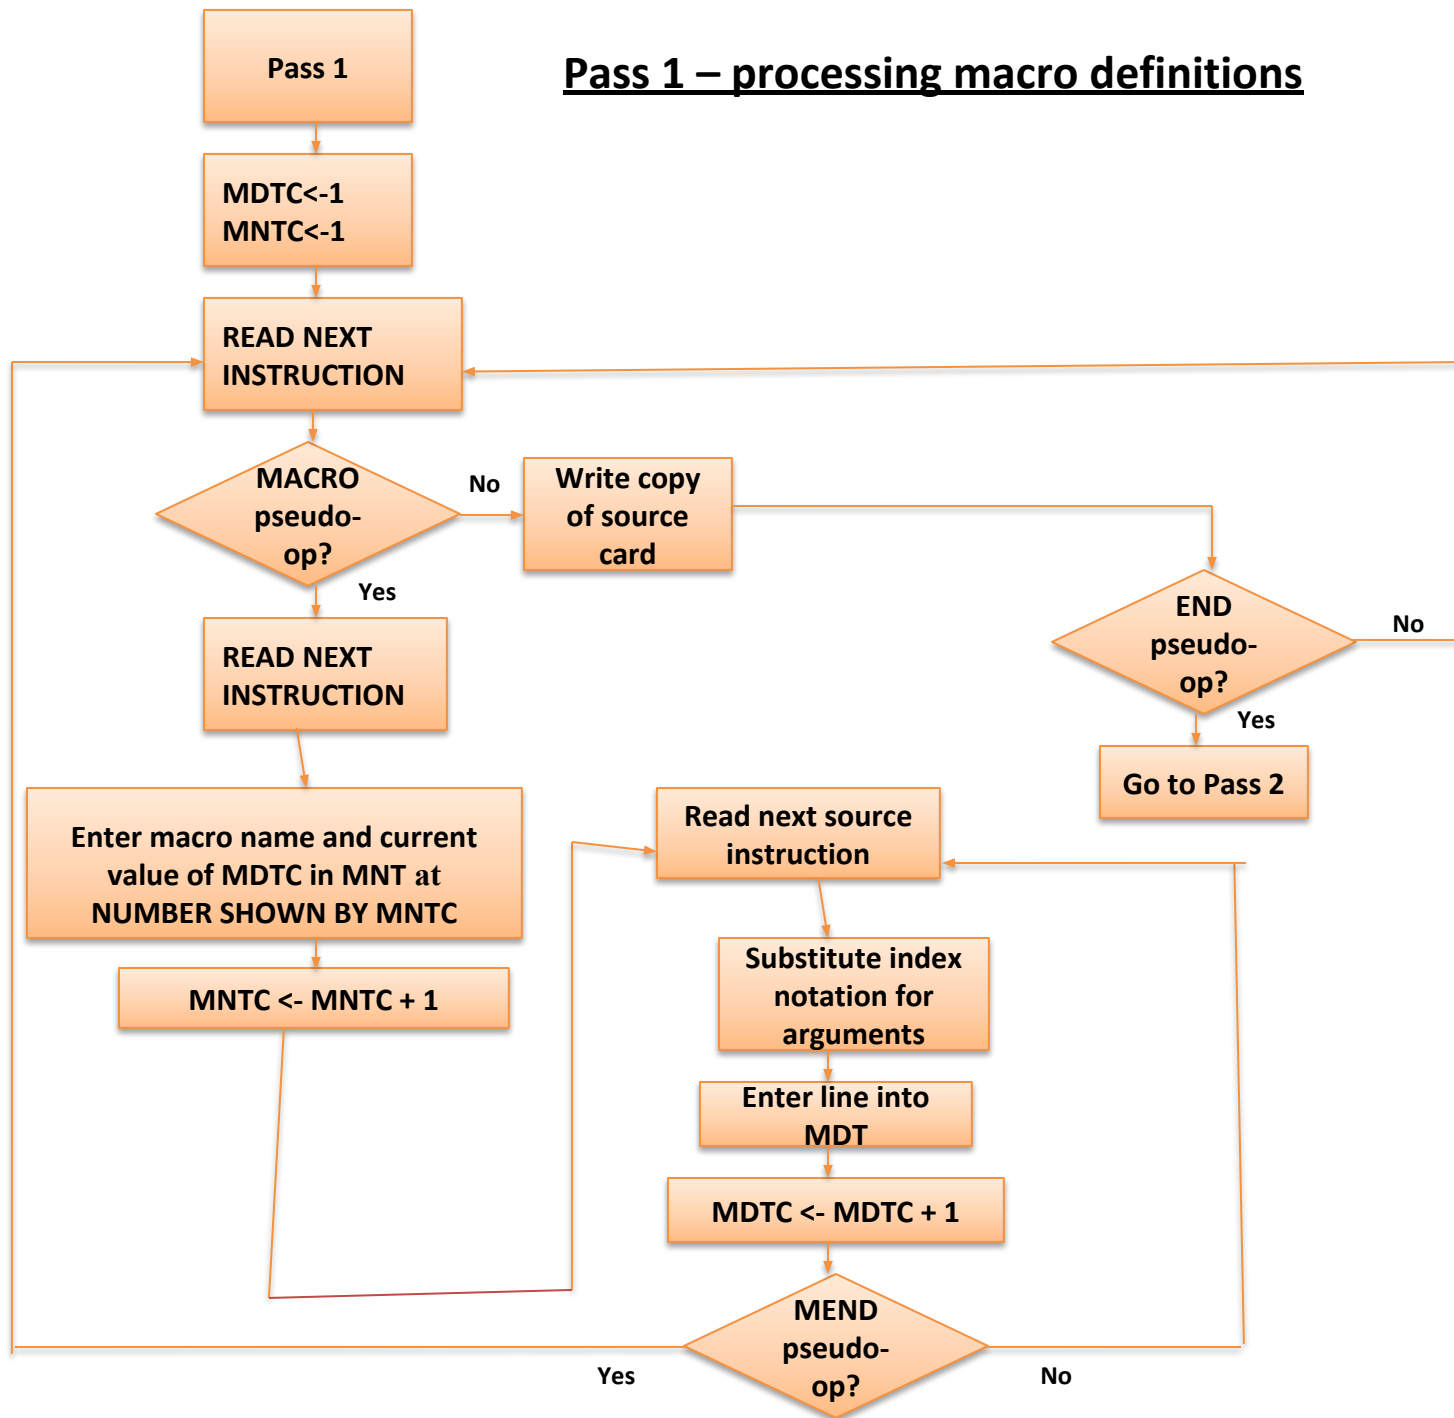 Pass 1
Pass 1 – processing macro definitions
MDTC<-1
MNTC<-1
READ NEXT
INSTRUCTION
MACRO
pseudo-
op?
No
Write copy
of source
card
Yes
READ NEXT
INSTRUCTION
END
pseudo-
op?
No
Yes
Go to Pass 2
Enter macro name and current
value of MDTC in MNT at
NUMBER SHOWN BY MNTC
MNTC <- MNTC + 1
Read next source
instruction
Substitute index
notation for
arguments
Enter line into
MDT
MDTC <- MDTC + 1
MEND
pseudo-
op?
Yes
No